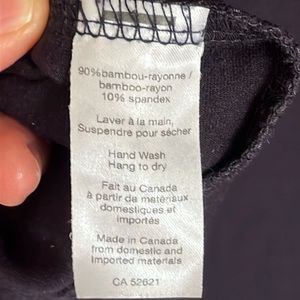 90%bambou-rayonne /
bamboo-rayon
10% spandex
Laver à la main,
Suspendre pour sécher
Hand Wash
Hang to dry
Fait au Canada
à partir de matériaux
domestiques et
importés
Made in Canada
from domestic and
Imported materials
CA 52621